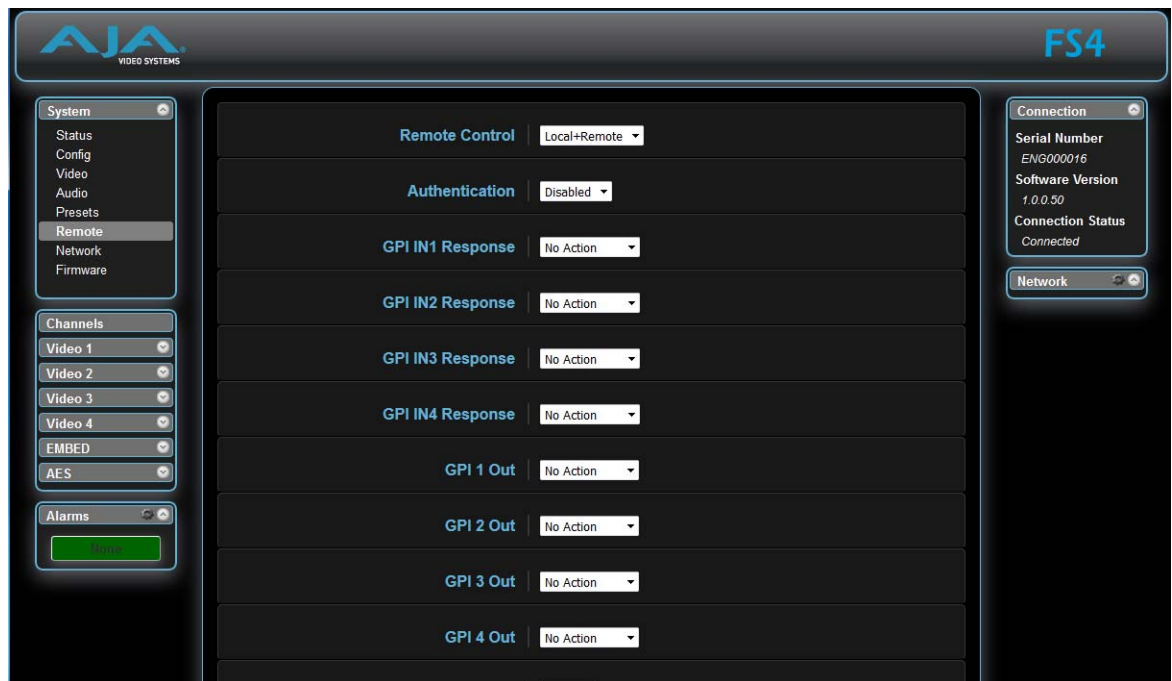 AJA
VIDEO SYSTEMS
FS4
System
Status
Config
Video
Audio
Presets
Remote
Network
Firmware
Channels
Video 1
Video 2
Video 3
Video 4
EMBED
AES
Alarms
None
Remote Control Local+Remote
Authentication Disabled
GPI IN1 Response No Action
GPI IN2 Response No Action
GPI IN3 Response No Action
GPI IN4 Response No Action
GPI 1 Out No Action
GPI 2 Out No Action
GPI 3 Out No Action
GPI 4 Out No Action
Connection
Serial Number
ENG000016
Software Version
1.0.0.50
Connection Status
Connected
Network